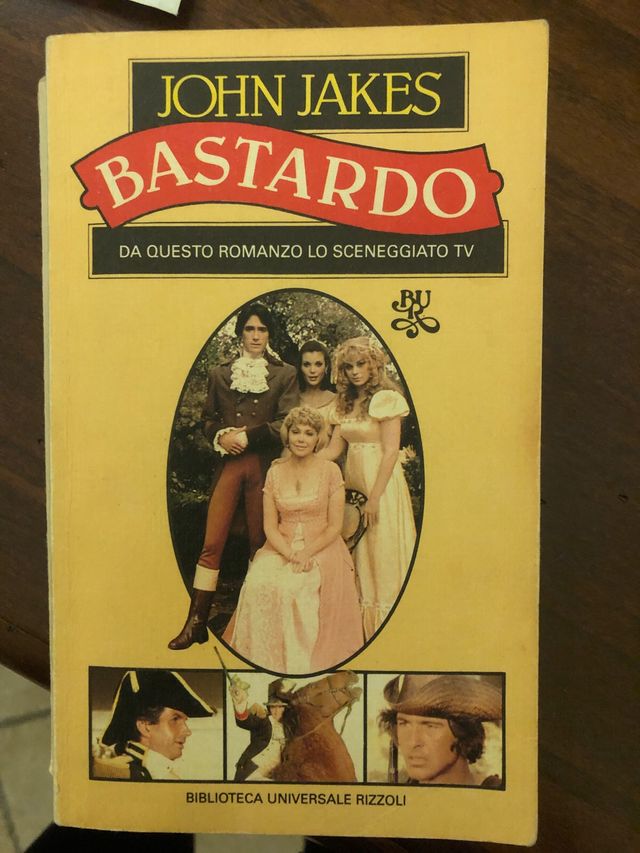 JOHN JAKES
BASTARDO
DA QUESTO ROMANZO LO SCENEGGIATO TV
BUR
BIBLIOTECA UNIVERSALE RIZZOLI